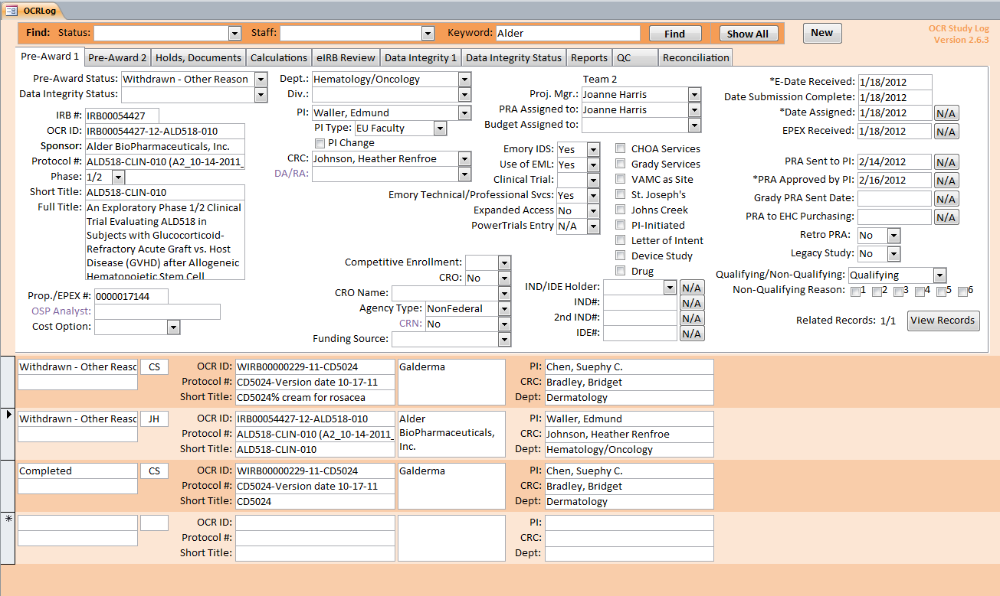 OCRLog
Find: Status: Staff: Keyword: Alder Find Show All New
OCR Study Log
Version 2.6.3
Pre-Award 1 Pre-Award 2 Holds, Documents Calculations eIRB Review Data Integrity 1 Data Integrity Status Reports QC Reconciliation
Pre-Award Status: Withdrawn - Other Reason
Data Integrity Status:
IRB #: IRB00054427
OCR ID: IRB00054427-12-ALD518-010
Sponsor: Alder BioPharmaceuticals, Inc.
Protocol #: ALD518-CLIN-010 (A2_10-14-2011_
Phase: 1/2
Short Title: ALD518-CLIN-010
Full Title: An Exploratory Phase 1/2 Clinical
Trial Evaluating ALD518 in
Subjects with Glucocorticoid-
Refractory Acute Graft vs. Host
Disease (GVHD) after Allogeneic
Hematopoietic Stem Cell
Prop./EPEX #: 0000017144
OSP Analyst:
Cost Option:
Dept.: Hematology/Oncology
Div.:
PI: Waller, Edmund
PI Type: EU Faculty
PI Change
CRC: Johnson, Heather Renfroe
DA/RA:
Team 2
Proj. Mgr.: Joanne Harris
PRA Assigned to: Joanne Harris
Budget Assigned to:
Emory IDS: Yes
Use of EML: Yes
Clinical Trial:
Emory Technical/Professional Svcs: Yes
Expanded Access No
PowerTrials Entry N/A
CHOA Services
Grady Services
VAMC as Site
St. Joseph's
Johns Creek
PI-Initiated
Letter of Intent
Device Study
Drug
Competitive Enrollment:
CRO: No
CRO Name:
Agency Type: NonFederal
CRN: No
Funding Source:
IND/IDE Holder: N/A
IND#: N/A
2nd IND#: N/A
IDE#: N/A
*E-Date Received: 1/18/2012
Date Submission Complete: 1/18/2012
*Date Assigned: 1/18/2012 N/A
EPEX Received: 1/18/2012 N/A
PRA Sent to PI: 2/14/2012 N/A
*PRA Approved by PI: 2/16/2012 N/A
Grady PRA Sent Date: N/A
PRA to EHC Purchasing: N/A
Retro PRA: No
Legacy Study: No
Qualifying/Non-Qualifying: Qualifying
Non-Qualifying Reason: 1 2 3 4 5 6
Related Records: 1/1 View Records
Withdrawn - Other Reasc CS OCR ID: WIRB00000229-11-CD5024 Galderma PI: Chen, Suephy C.
Protocol #: CD5024-Version date 10-17-11 CRC: Bradley, Bridget
Short Title: CD5024% cream for rosacea Dept: Dermatology
Withdrawn - Other Reasc JH OCR ID: IRB00054427-12-ALD518-010 Alder PI: Waller, Edmund
Protocol #: ALD518-CLIN-010 (A2_10-14-2011_ BioPharmaceuticals, CRC: Johnson, Heather Renfroe
Short Title: ALD518-CLIN-010 Inc. Dept: Hematology/Oncology
Completed CS OCR ID: WIRB00000229-11-CD5024 Galderma PI: Chen, Suephy C.
Protocol #: CD5024-Version date 10-17-11 CRC: Bradley, Bridget
Short Title: CD5024 Dept: Dermatology
OCR ID: PI:
Protocol #: CRC:
Short Title: Dept: